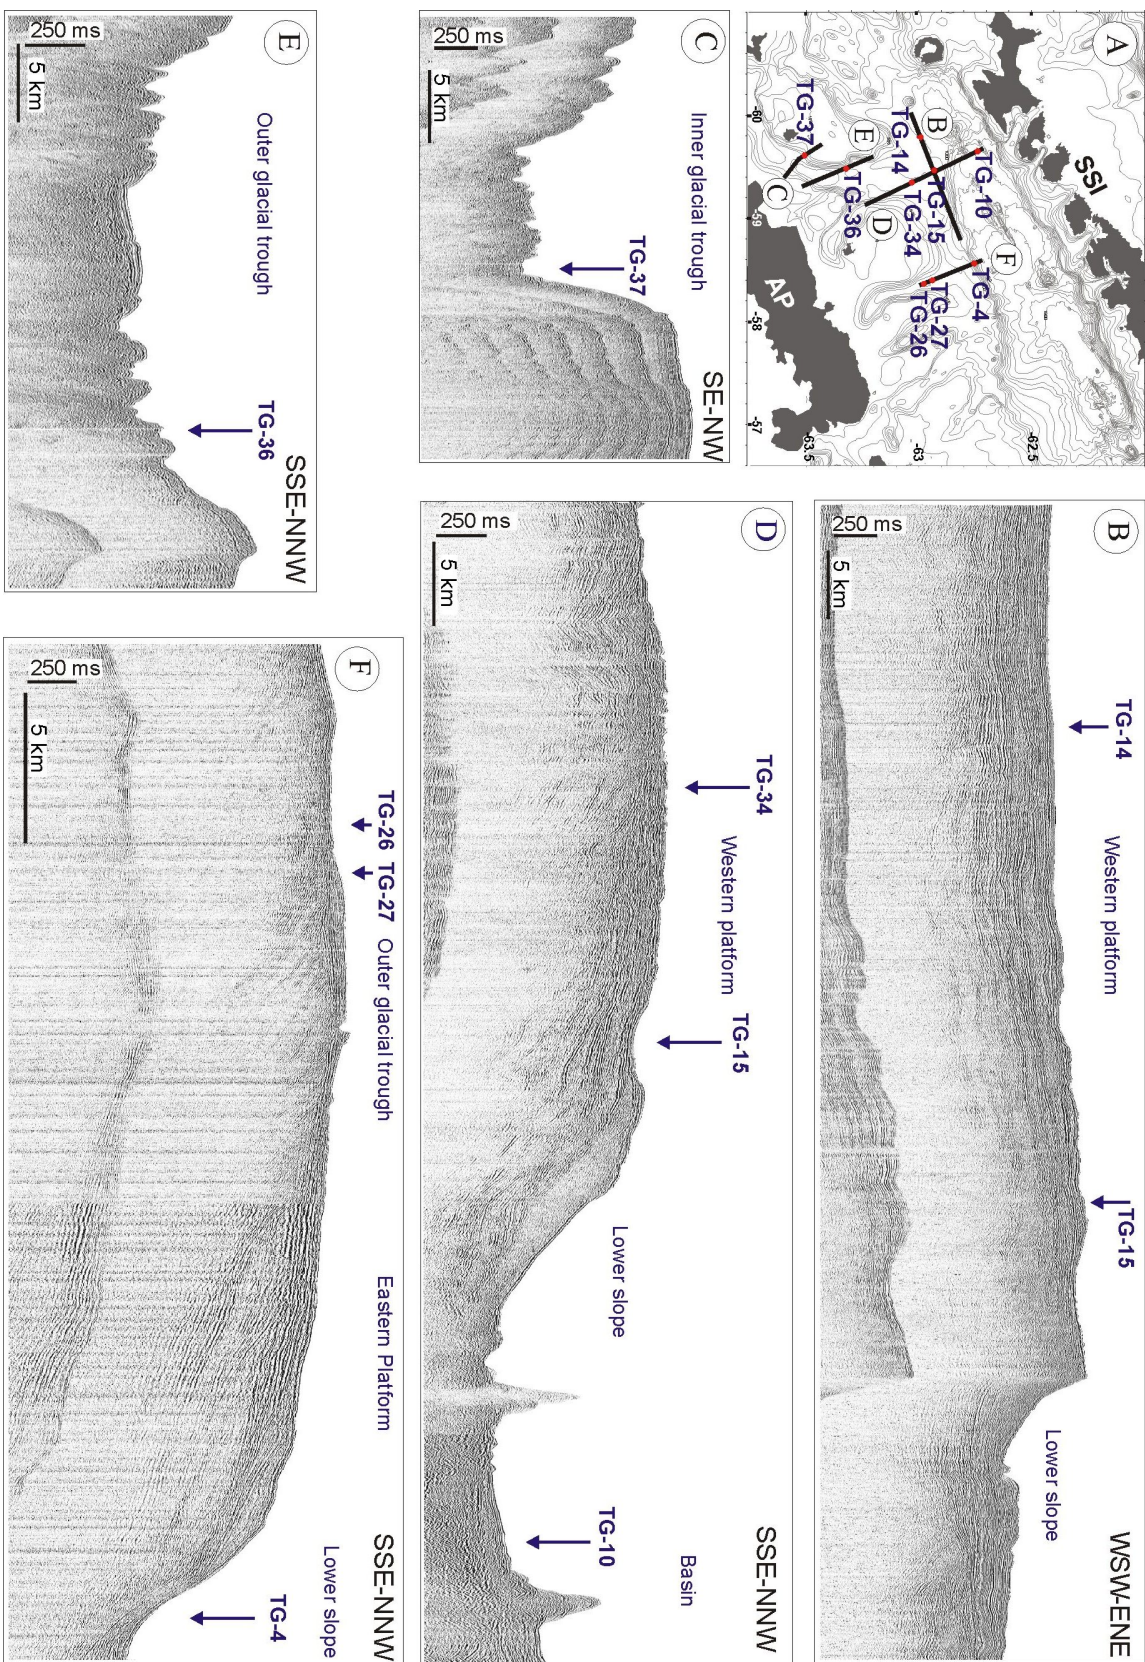 A
SSI
AP
B
C
D
E
F
TG-10
TG-14
TG-15
TG-34
TG-36
TG-37
TG-4
TG-27
TG-26
-60
-59
-58
-57
-62.5
-63
-63.5
B
WSW-ENE
TG-14
Western platform
TG-15
Lower slope
250 ms
5 km
C
SE-NW
Inner glacial trough
TG-37
250 ms
5 km
D
SSE-NNW
TG-34
Western platform
TG-15
Lower slope
TG-10
Basin
250 ms
5 km
E
SSE-NNW
Outer glacial trough
TG-36
250 ms
5 km
F
SSE-NNW
TG-26
TG-27
Outer glacial trough
Eastern Platform
Lower slope
TG-4
250 ms
5 km